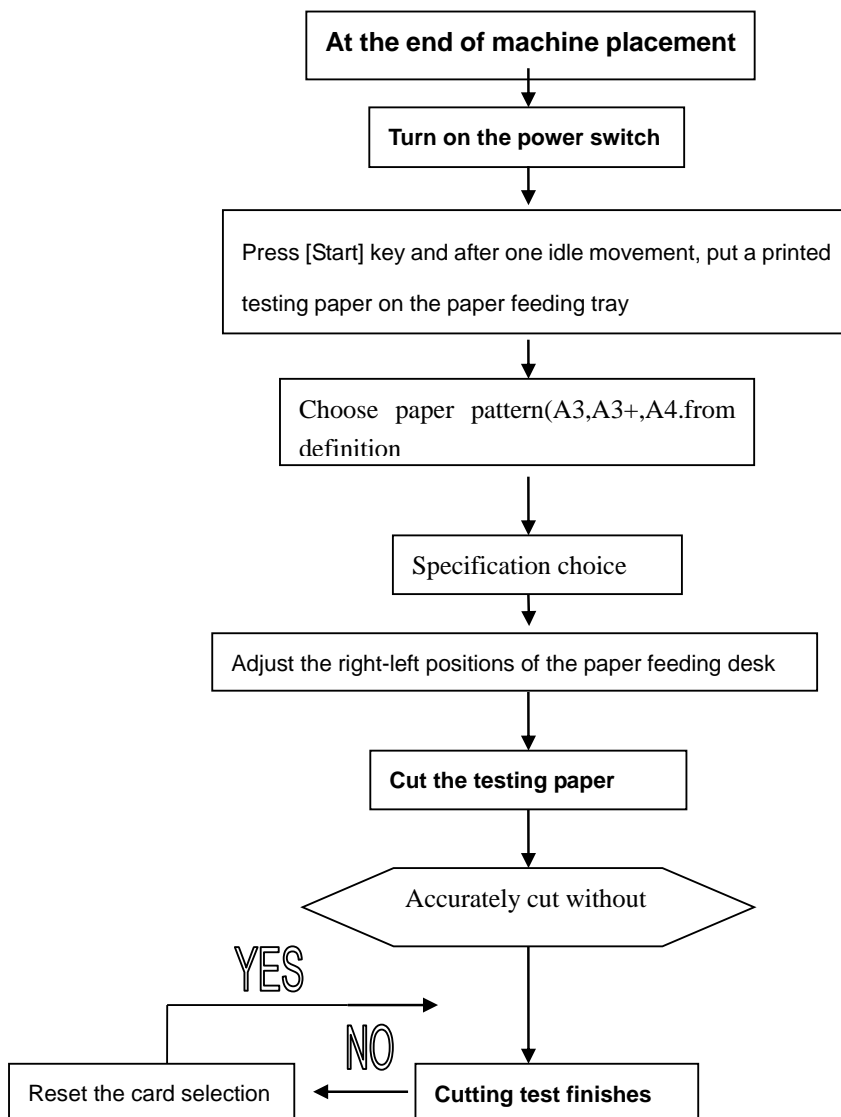 At the end of machine placement
Turn on the power switch
Press [Start] key and after one idle movement, put a printed
testing paper on the paper feeding tray
Choose paper pattern(A3,A3+,A4.from
definition
Specification choice
Adjust the right-left positions of the paper feeding desk
Cut the testing paper
Accurately cut without
YES
NO
Reset the card selection
Cutting test finishes